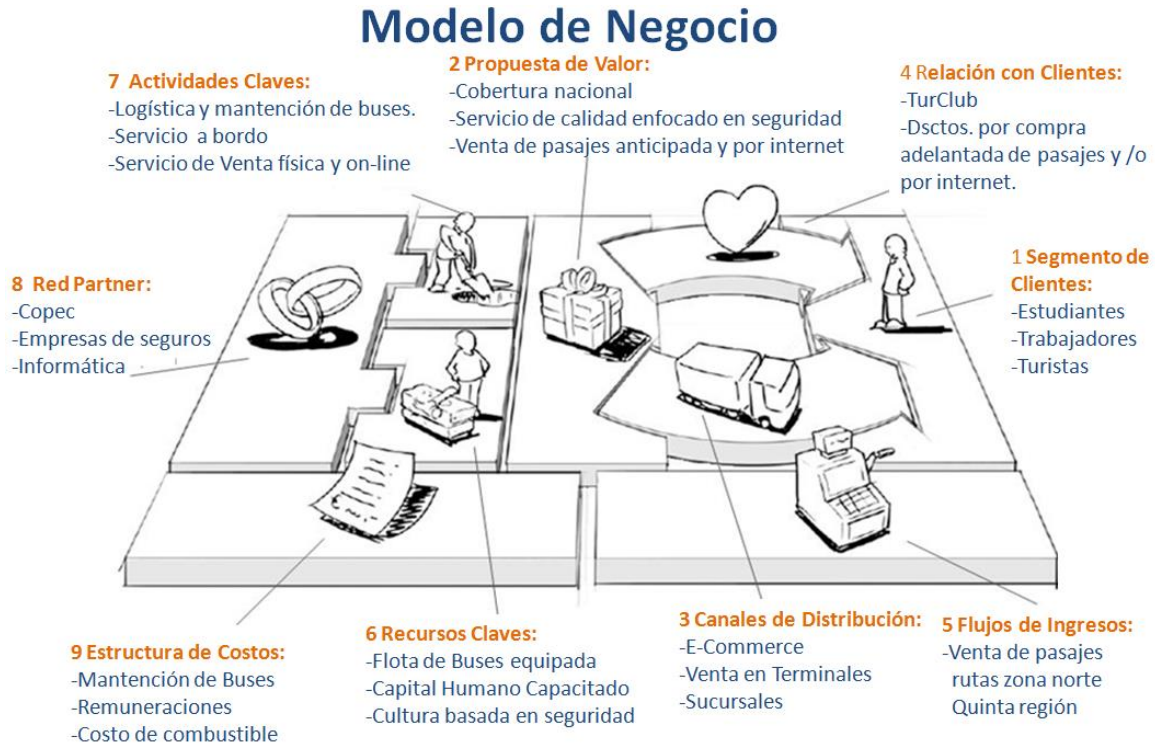 Modelo de Negocio
7 Actividades Claves:
-Logística y mantención de buses.
-Servicio a bordo
-Servicio de Venta física y on-line
2 Propuesta de Valor:
-Cobertura nacional
-Servicio de calidad enfocado en seguridad
-Venta de pasajes anticipada y por internet
4 Relación con Clientes:
-TurClub
-Dsctos. por compra
adelantada de pasajes y /o
por internet.
8 Red Partner:
-Copec
-Empresas de seguros
-Informática
1 Segmento de
Clientes:
-Estudiantes
-Trabajadores
-Turistas
9 Estructura de Costos:
-Mantención de Buses
-Remuneraciones
-Costo de combustible
6 Recursos Claves:
-Flota de Buses equipada
-Capital Humano Capacitado
-Cultura basada en seguridad
3 Canales de Distribución:
-E-Commerce
-Venta en Terminales
-Sucursales
5 Flujos de Ingresos:
-Venta de pasajes
rutas zona norte
Quinta región